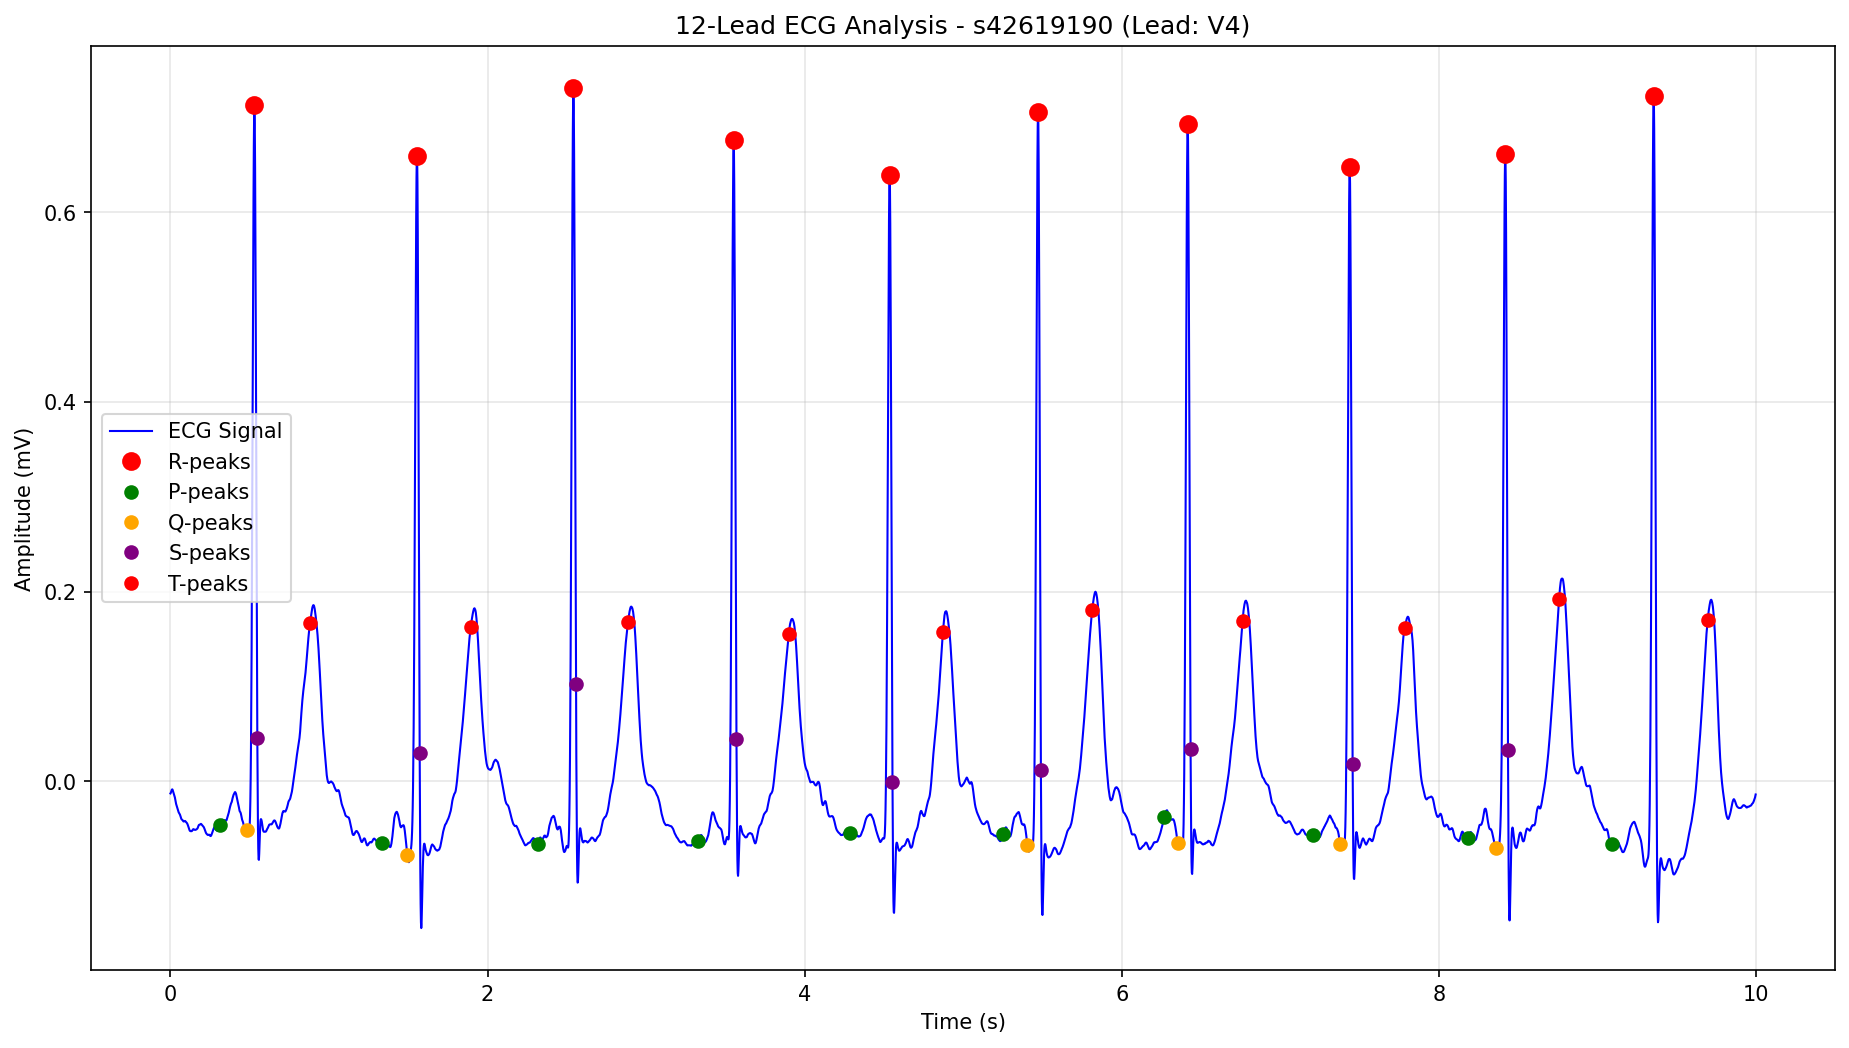 12-Lead ECG Analysis - s42619190 (Lead: V4)
Amplitude (mV)
0.6
0.4
0.2
0.0
ECG Signal
R-peaks
P-peaks
Q-peaks
S-peaks
T-peaks
0 2 4 6 8 10
Time (s)